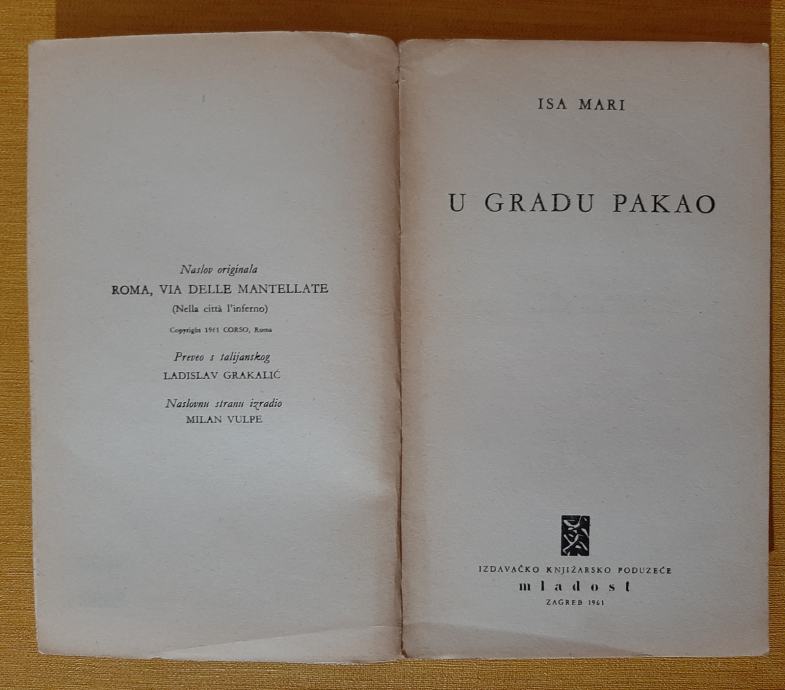 Naslov originala
ROMA, VIA DELLE MANTELLATE
(Nella città l'inferno)
Copyright 1961 CORSO, Roma
Preveo s talijanskog
LADISLAV GRAKALIĆ
Naslovnu stranu izradio
MILAN VULPE
ISA MARI
U GRADU PAKAO
IZDAVAČKO KNJIŽARSKO PODUZEĆE
mladost
ZAGREB 1961